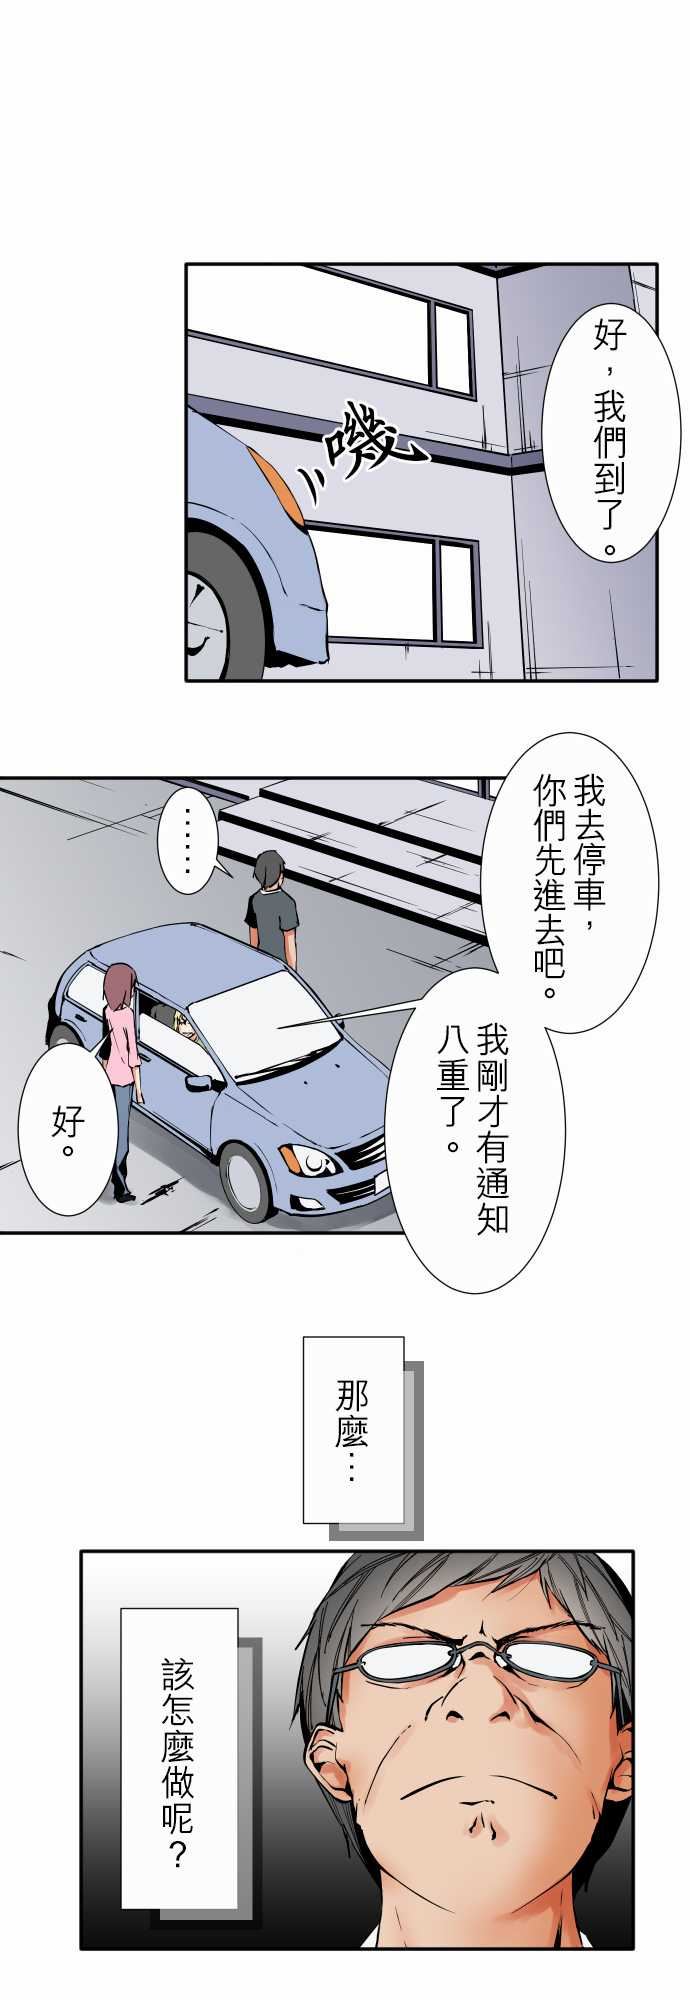 好，我們到了。
嘰
我去停車，
你們先進去吧。
……
我剛才有通知
八重了。
好。
那麼…
該怎麼做呢？